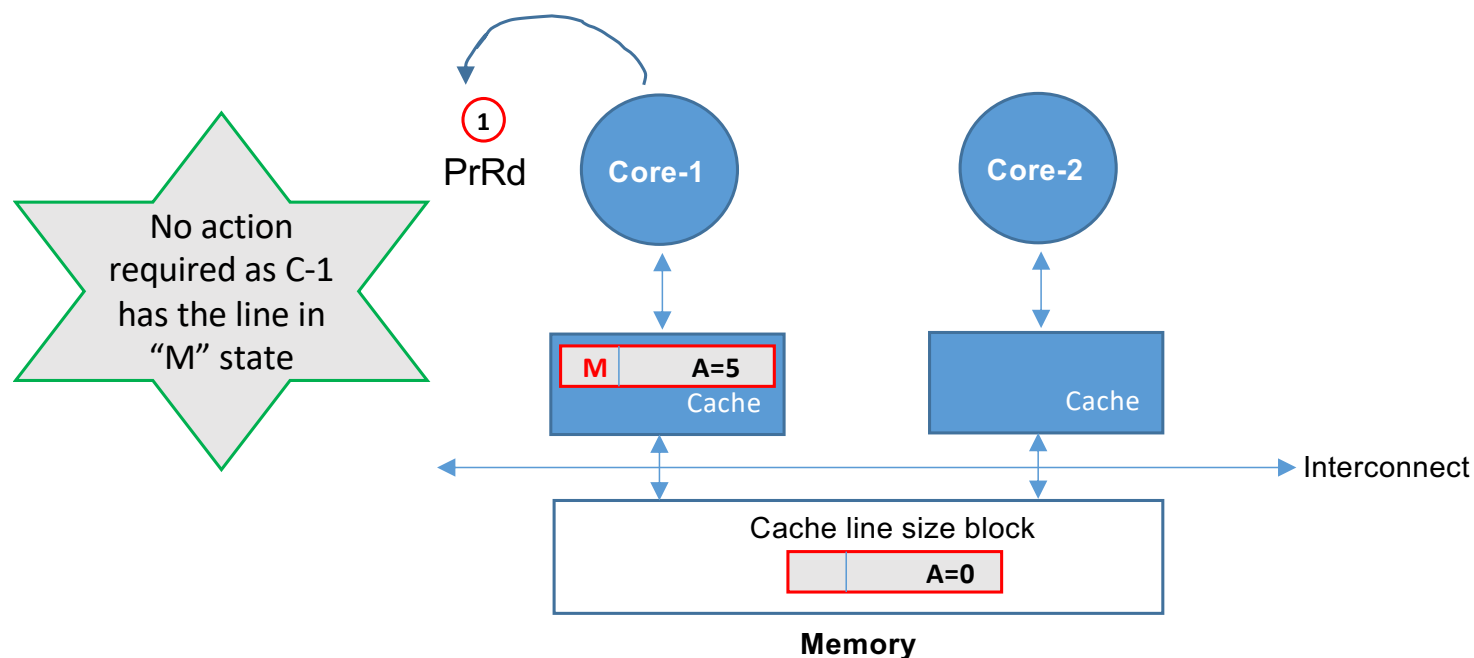 1
PrRd
Core-1
Core-2
No action
required as C-1
has the line in
“M” state
M A=5
Cache
Cache
Interconnect
Cache line size block
A=0
Memory